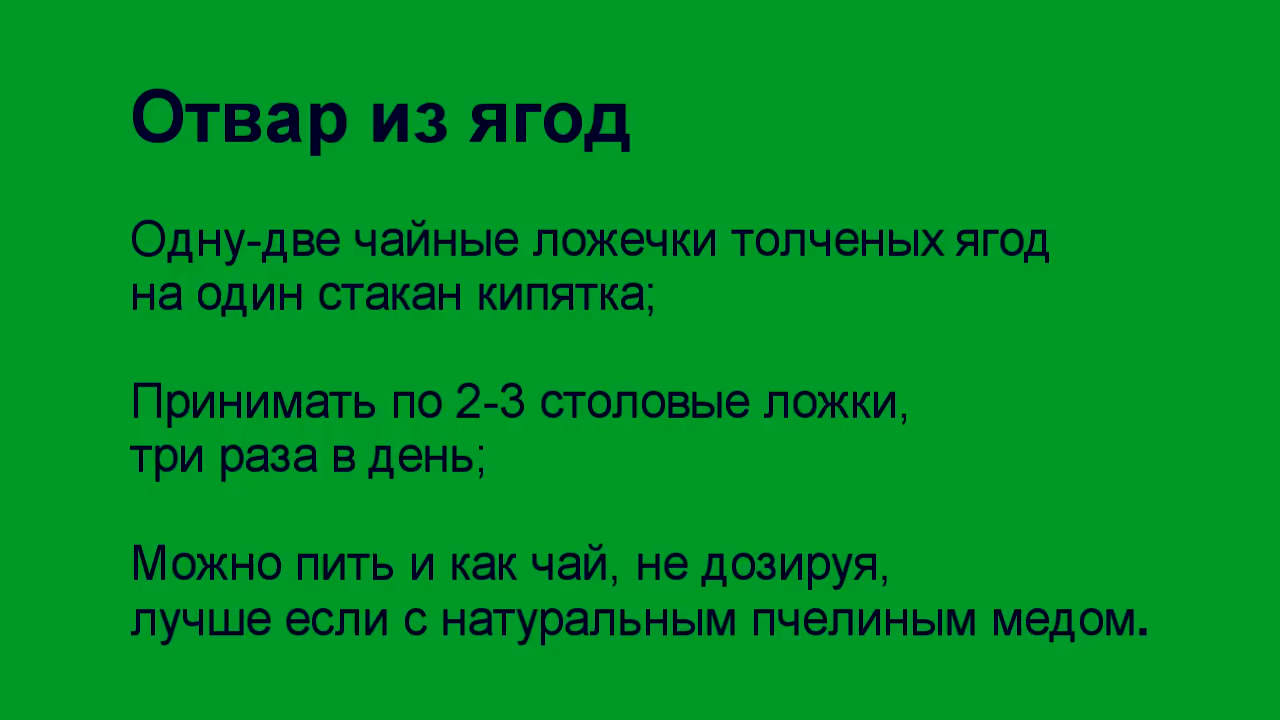 Отвар из ягод
Одну-две чайные ложечки толченых ягод
на один стакан кипятка;
Принимать по 2-3 столовые ложки,
три раза в день;
Можно пить и как чай, не дозируя,
лучше если с натуральным пчелиным медом.